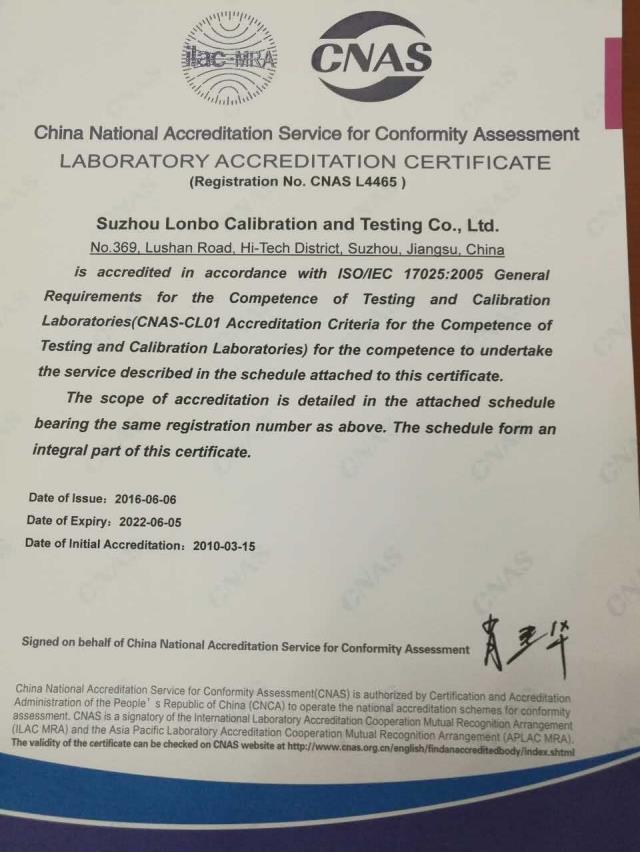 ilac-MRA
CNAS
China National Accreditation Service for Conformity Assessment
LABORATORY ACCREDITATION CERTIFICATE
(Registration No. CNAS L4465 )
Suzhou Lonbo Calibration and Testing Co., Ltd.
No.369, Lushan Road, Hi-Tech District, Suzhou, Jiangsu, China
is accredited in accordance with ISO/IEC 17025:2005 General
Requirements for the Competence of Testing and Calibration
Laboratories(CNAS-CL01 Accreditation Criteria for the Competence of
Testing and Calibration Laboratories) for the competence to undertake
the service described in the schedule attached to this certificate.
The scope of accreditation is detailed in the attached schedule
bearing the same registration number as above. The schedule form an
integral part of this certificate.
Date of Issue：2016-06-06
Date of Expiry：2022-06-05
Date of Initial Accreditation：2010-03-15
Signed on behalf of China National Accreditation Service for Conformity Assessment
China National Accreditation Service for Conformity Assessment(CNAS) is authorized by Certification and Accreditation
Administration of the People’s Republic of China (CNCA) to operate the national accreditation schemes for conformity
assessment. CNAS is a signatory of the International Laboratory Accreditation Cooperation Mutual Recognition Arrangement
(ILAC MRA) and the Asia Pacific Laboratory Accreditation Cooperation Mutual Recognition Arrangement (APLAC MRA).
The validity of the certificate can be checked on CNAS website at http://www.cnas.org.cn/english/findanaccreditedbody/index.shtml